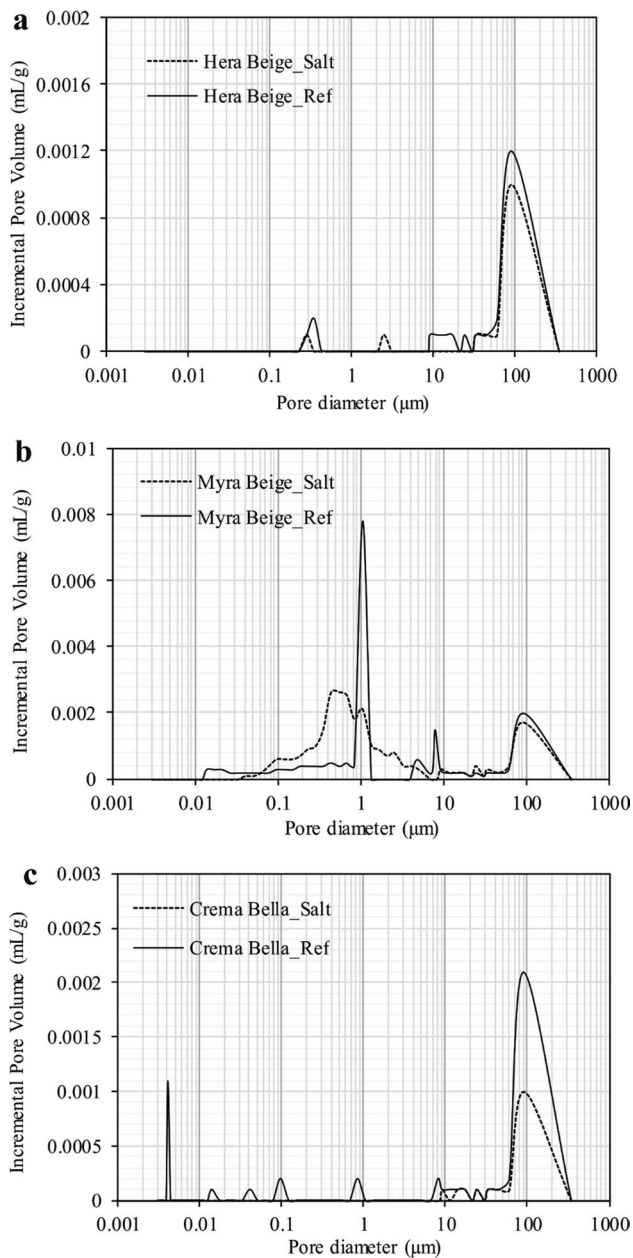 a
0.002
0.0016
0.0012
0.0008
0.0004
0
Incremental Pore Volume (mL/g)
Hera Beige_Salt
Hera Beige_Ref
0.001 0.01 0.1 1 10 100 1000
Pore diameter (μm)
b
0.01
0.008
0.006
0.004
0.002
0
Incremental Pore Volume (mL/g)
Myra Beige_Salt
Myra Beige_Ref
0.001 0.01 0.1 1 10 100 1000
Pore diameter (μm)
c
0.003
0.0025
0.002
0.0015
0.001
0.0005
0
Incremental Pore Volume (mL/g)
Crema Bella_Salt
Crema Bella_Ref
0.001 0.01 0.1 1 10 100 1000
Pore diameter (μm)